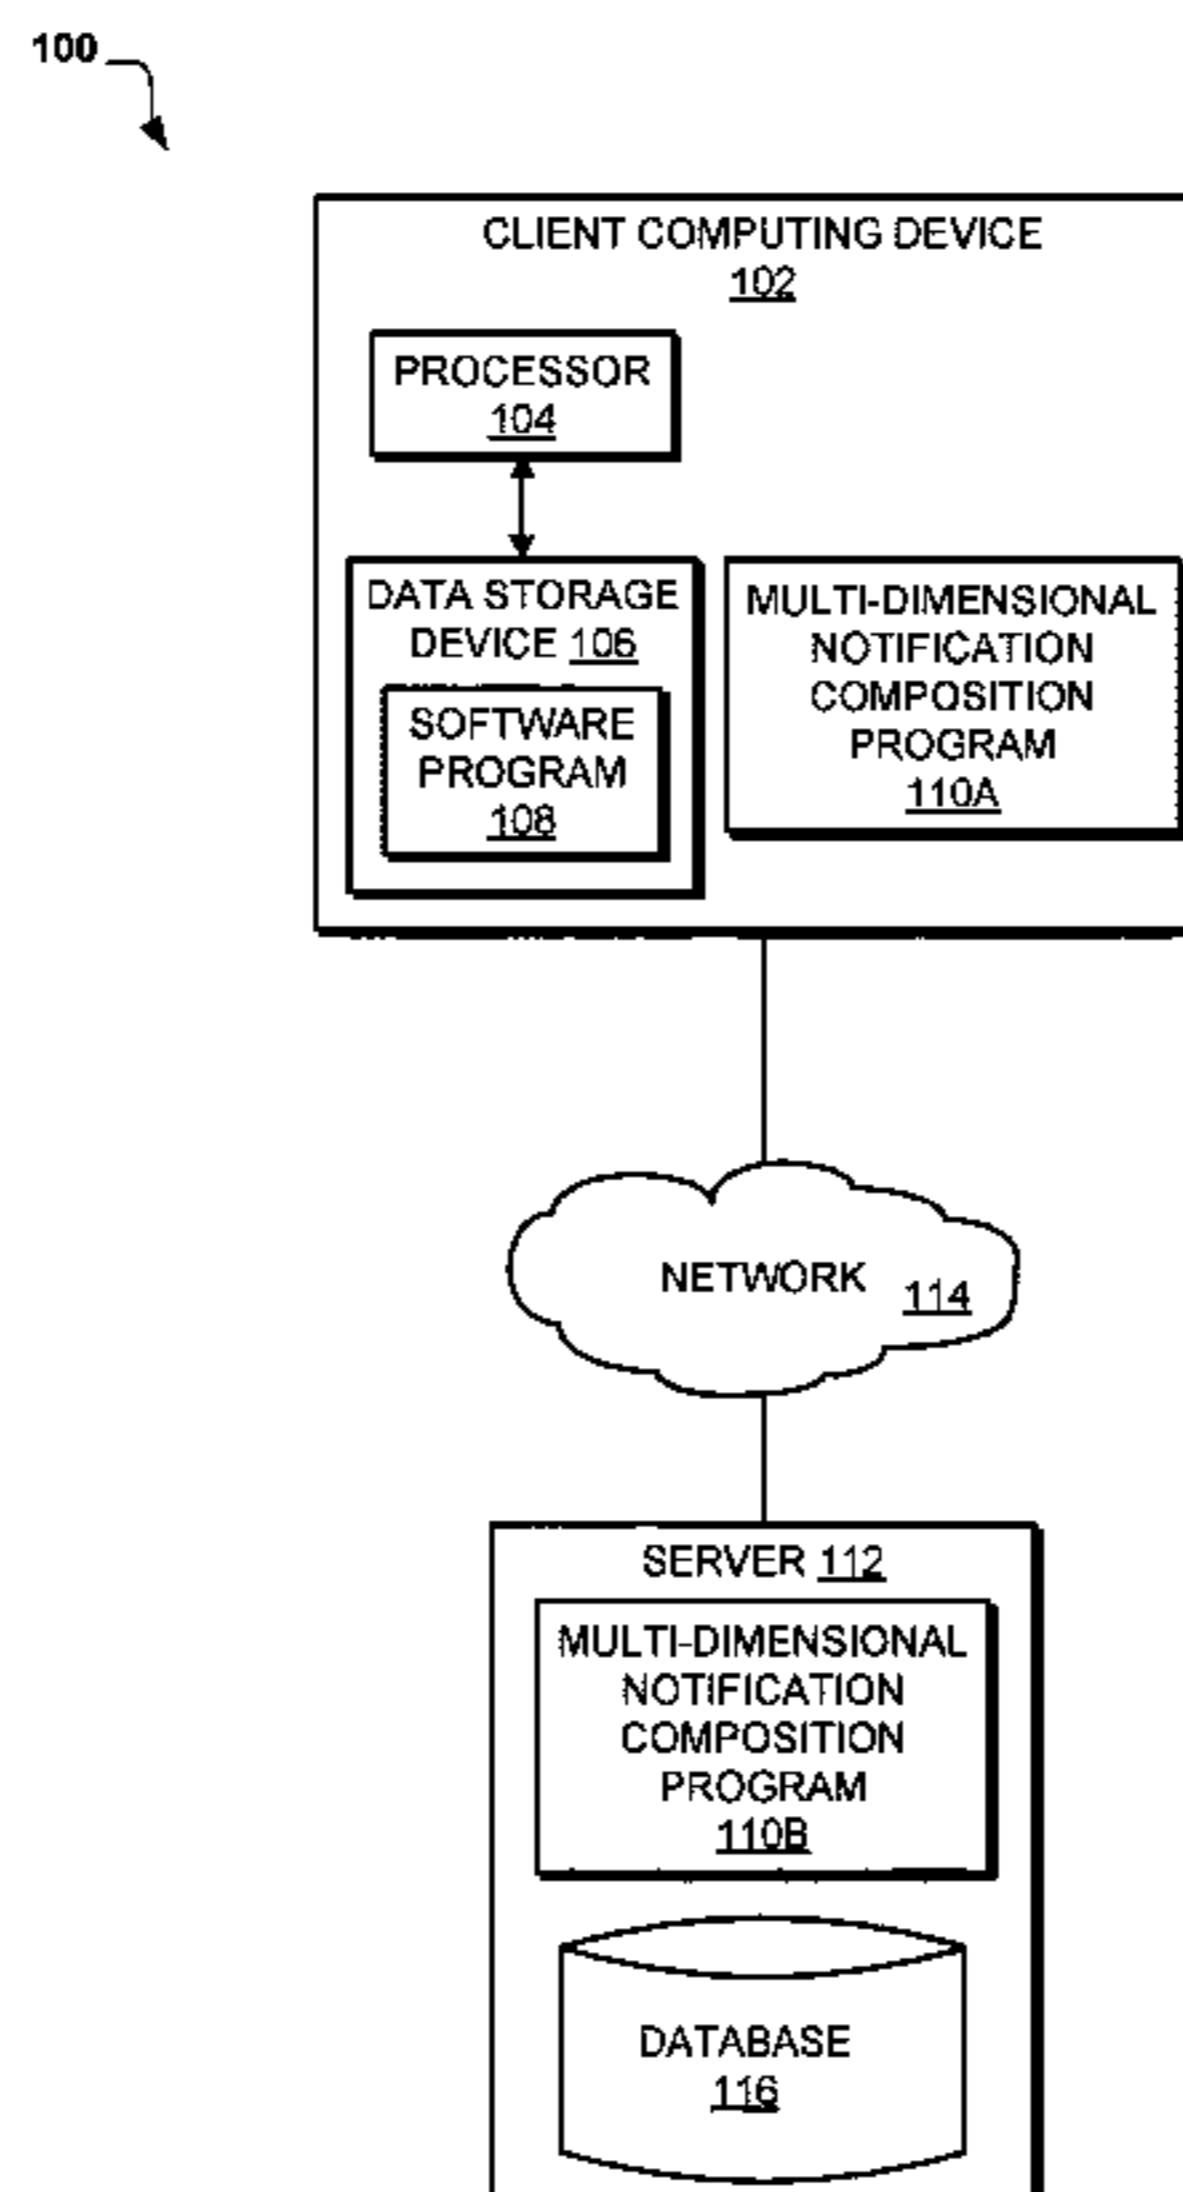 100
CLIENT COMPUTING DEVICE
102
PROCESSOR
104
DATA STORAGE
DEVICE 106
SOFTWARE
PROGRAM
108
MULTI-DIMENSIONAL
NOTIFICATION
COMPOSITION
PROGRAM
110A
NETWORK 114
SERVER 112
MULTI-DIMENSIONAL
NOTIFICATION
COMPOSITION
PROGRAM
110B
DATABASE
116